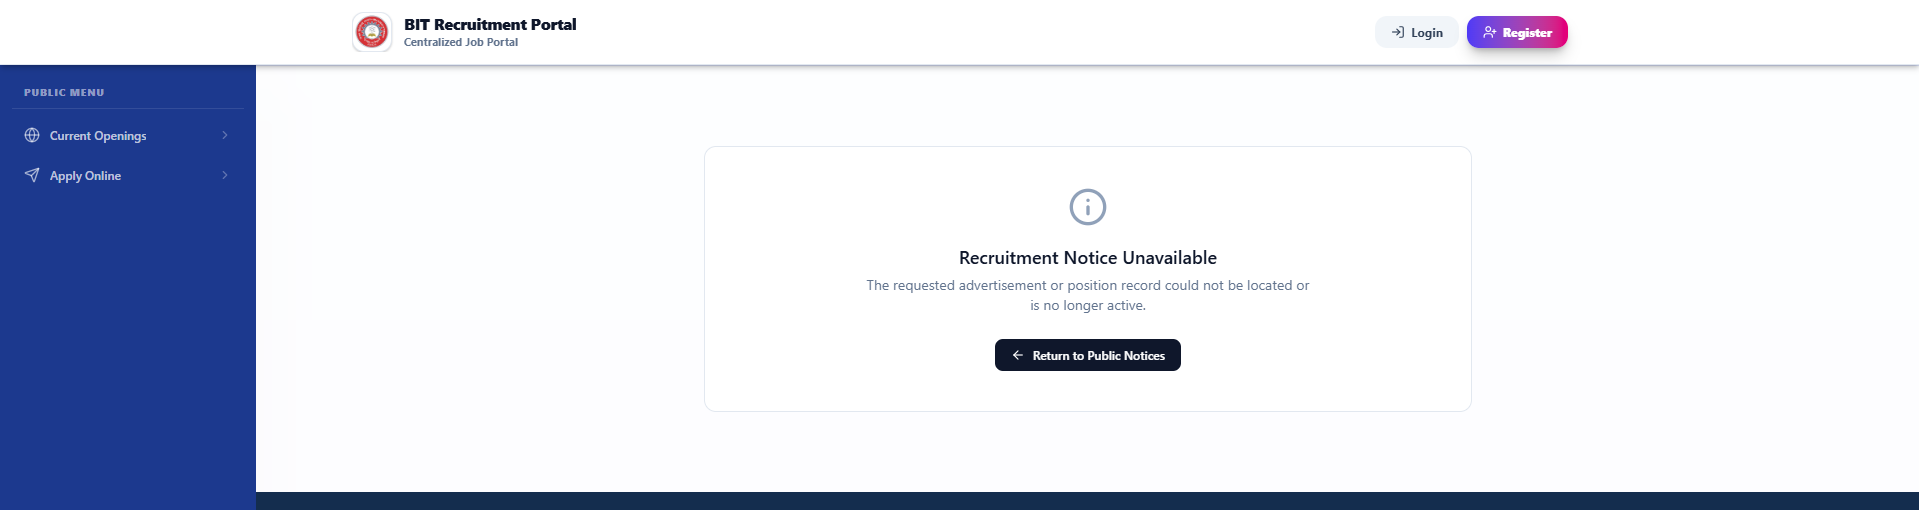 BIT Recruitment Portal
Centralized Job Portal
Login
Register
PUBLIC MENU
Current Openings
Apply Online
Recruitment Notice Unavailable
The requested advertisement or position record could not be located or
is no longer active.
Return to Public Notices